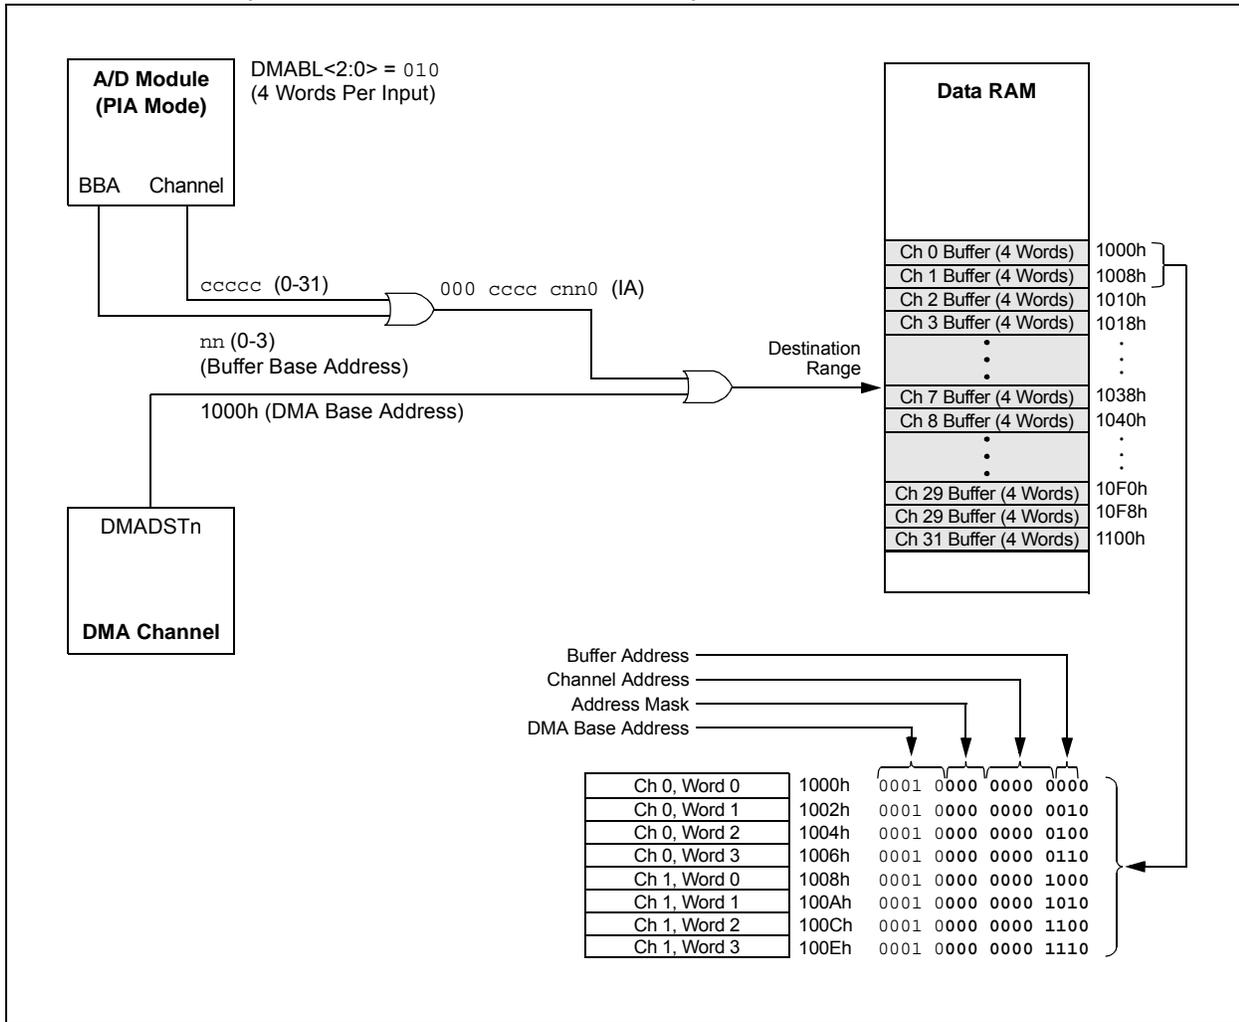 A/D Module
(PIA Mode)
BBA Channel
DMABL<2:0> = 010
(4 Words Per Input)
ccccc (0-31)
000 cccc cnn0 (IA)
nn (0-3)
(Buffer Base Address)
1000h (DMA Base Address)
DMADSTn
DMA Channel
Destination
Range
Data RAM
Ch 0 Buffer (4 Words) 1000h
Ch 1 Buffer (4 Words) 1008h
Ch 2 Buffer (4 Words) 1010h
Ch 3 Buffer (4 Words) 1018h
Ch 7 Buffer (4 Words) 1038h
Ch 8 Buffer (4 Words) 1040h
Ch 29 Buffer (4 Words) 10F0h
Ch 29 Buffer (4 Words) 10F8h
Ch 31 Buffer (4 Words) 1100h
Buffer Address
Channel Address
Address Mask
DMA Base Address
Ch 0, Word 0 1000h 0001 0000 0000 0000
Ch 0, Word 1 1002h 0001 0000 0000 0010
Ch 0, Word 2 1004h 0001 0000 0000 0100
Ch 0, Word 3 1006h 0001 0000 0000 0110
Ch 1, Word 0 1008h 0001 0000 0000 1000
Ch 1, Word 1 100Ah 0001 0000 0000 1010
Ch 1, Word 2 100Ch 0001 0000 0000 1100
Ch 1, Word 3 100Eh 0001 0000 0000 1110